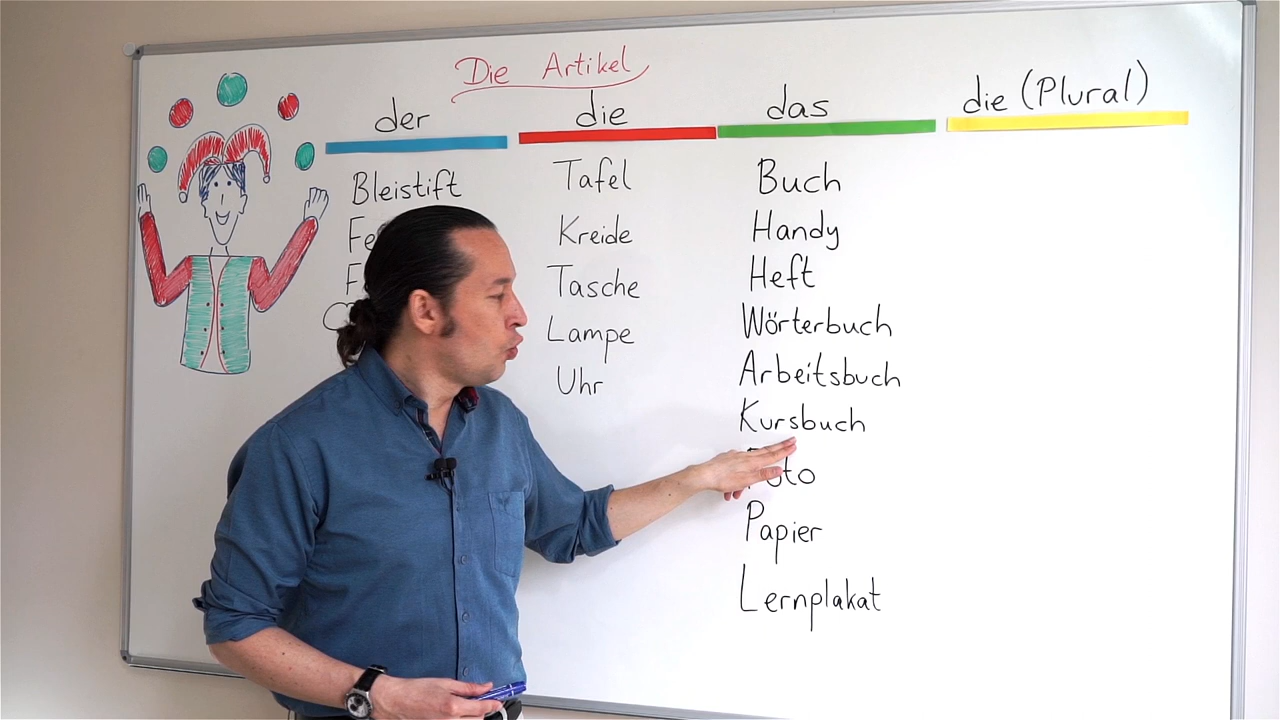 Die Artikel
der
die
das
die (Plural)
Bleistift
Tafel
Kreide
Tasche
Lampe
Uhr
Buch
Handy
Heft
Wörterbuch
Arbeitsbuch
Kursbuch
Papier
Lernplakat